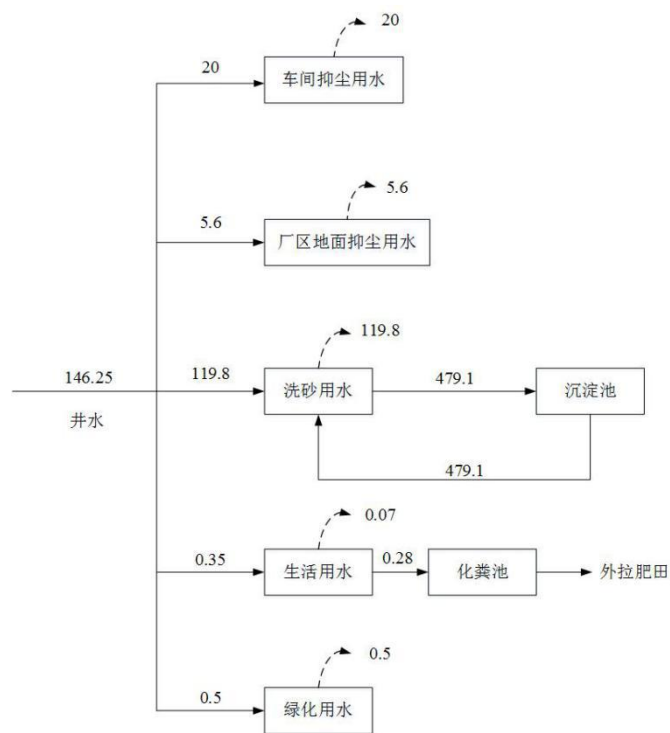 20
20
车间抑尘用水
5.6
5.6
厂区地面抑尘用水
119.8
146.25
119.8
洗砂用水
479.1
沉淀池
井水
479.1
0.07
0.35
生活用水
0.28
化粪池
外拉肥田
0.5
0.5
绿化用水